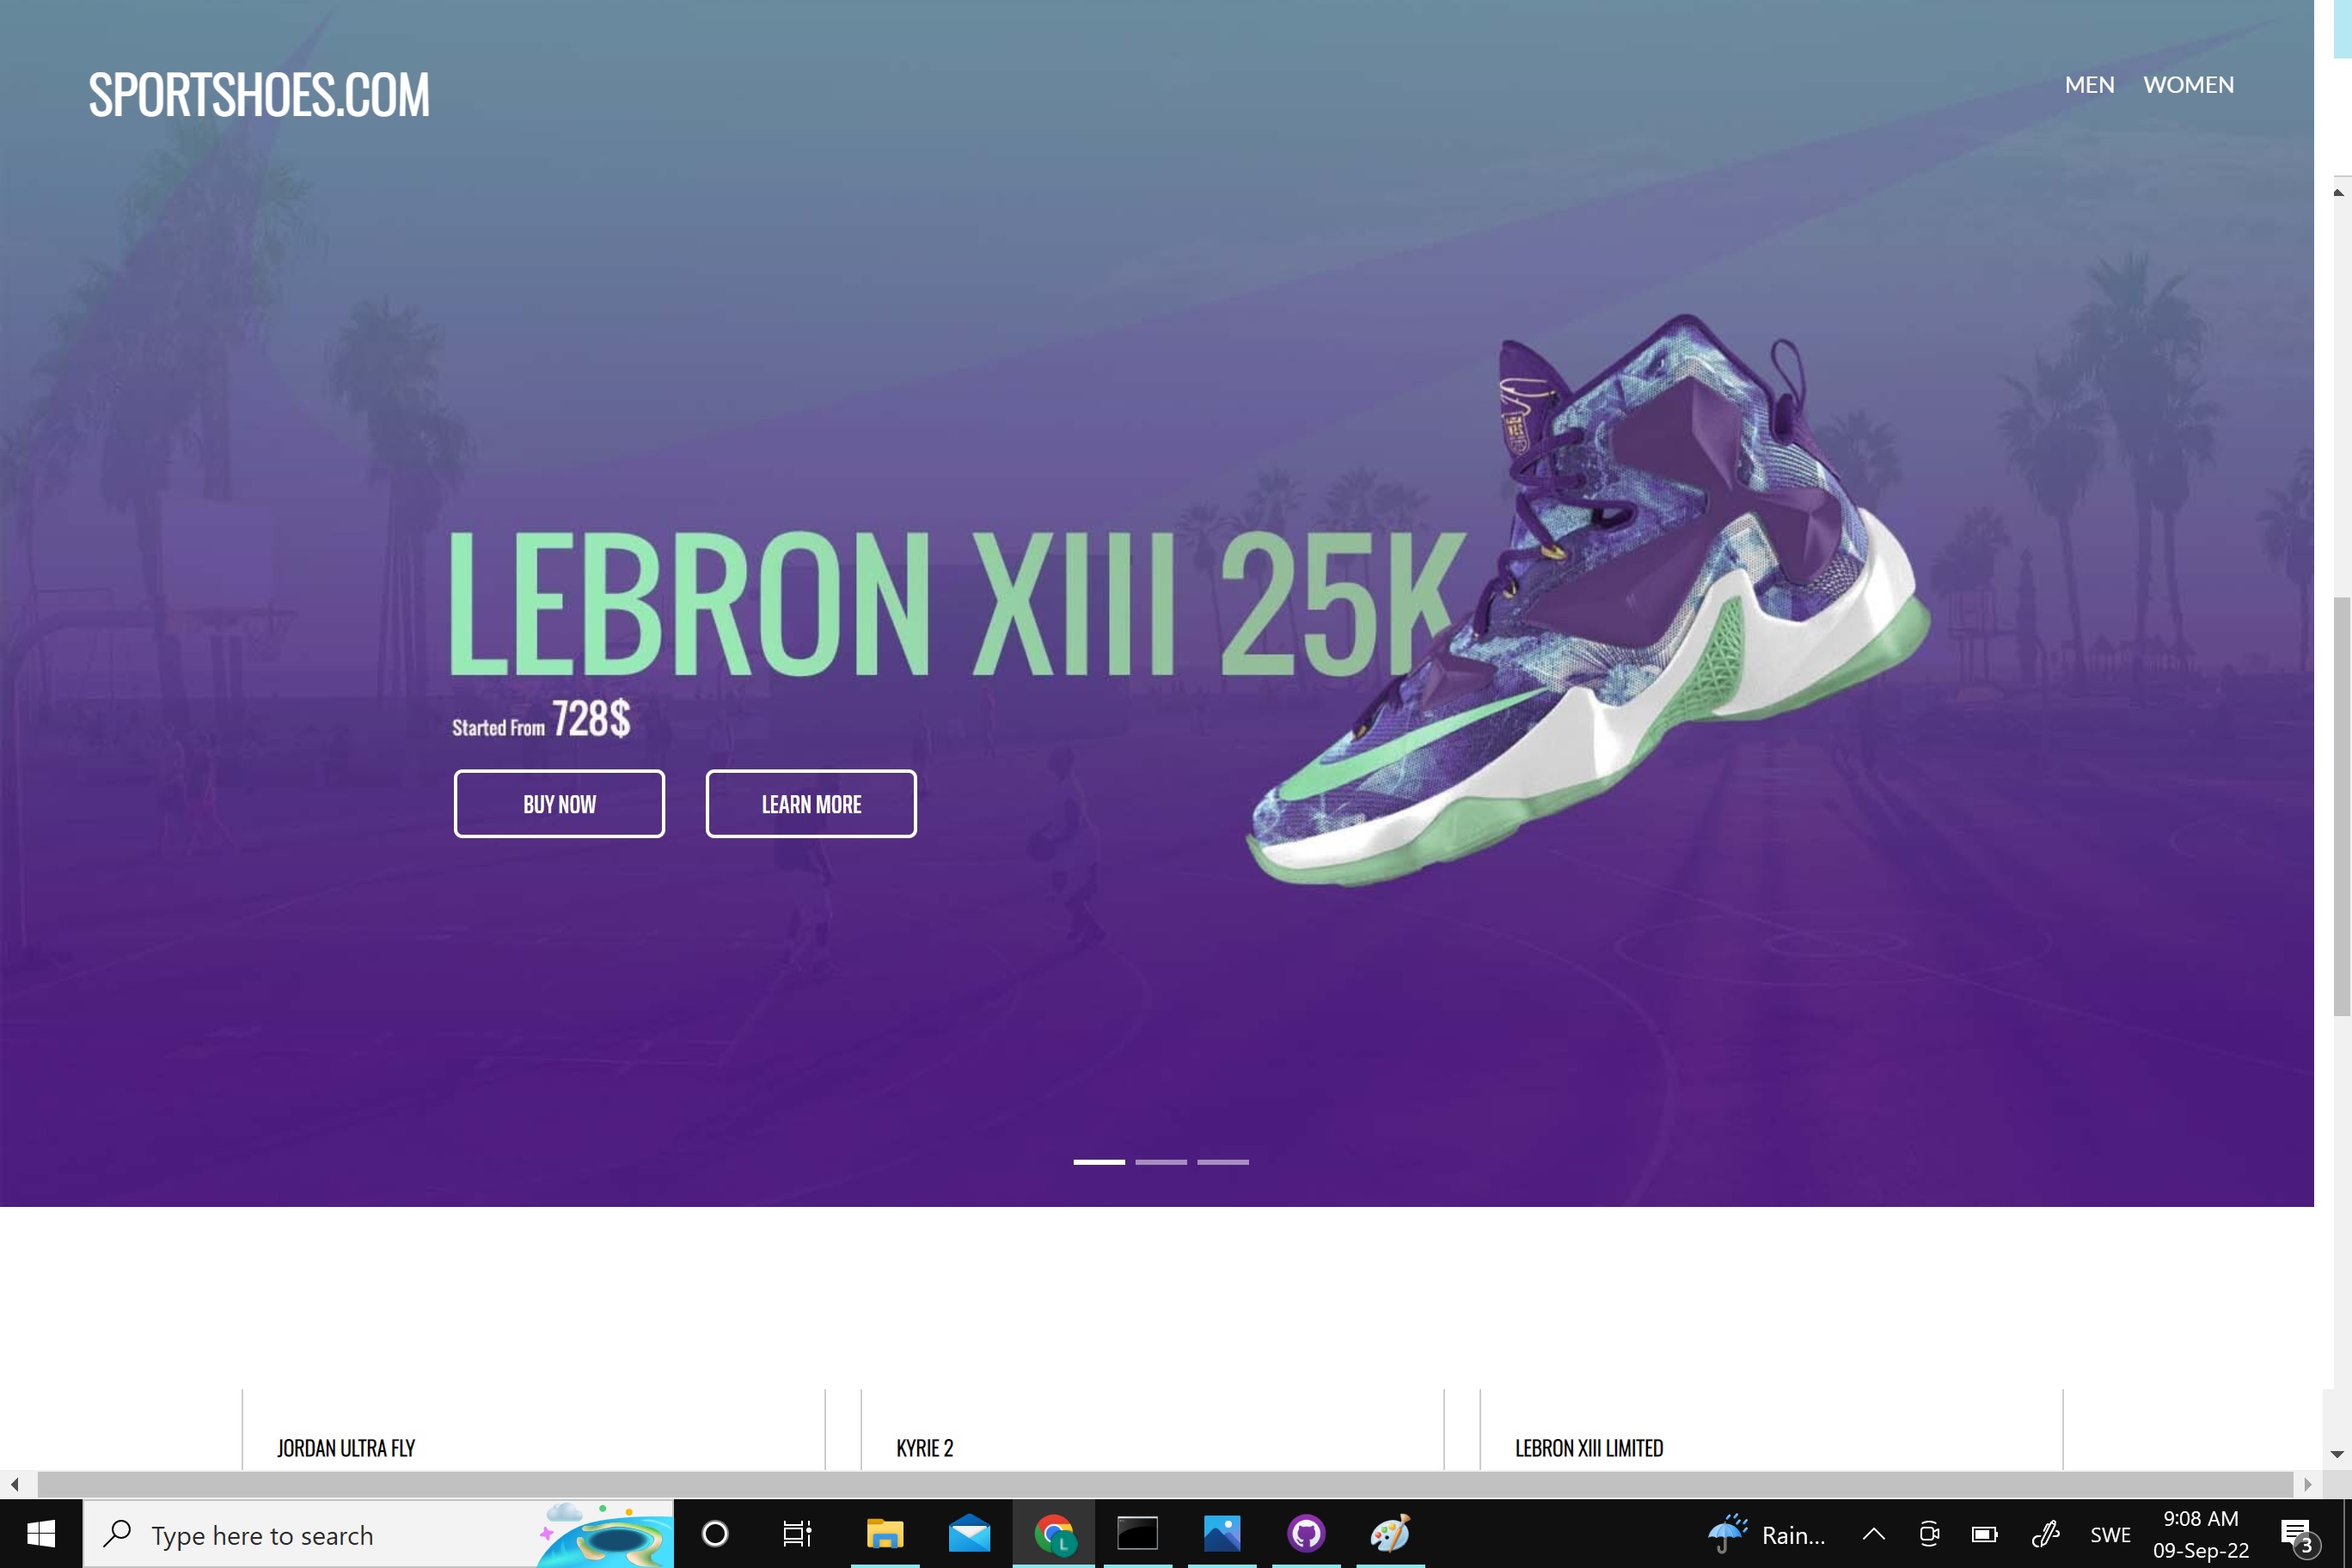 SPORTSHOES.COM
MEN WOMEN
LEBRON XIII 25K
Started From 728$
BUY NOW LEARN MORE
JORDAN ULTRA FLY KYRIE 2 LEBRON XIII LIMITED
Type here to search
L
Rain...
SWE
9:08 AM
09-Sep-22
3